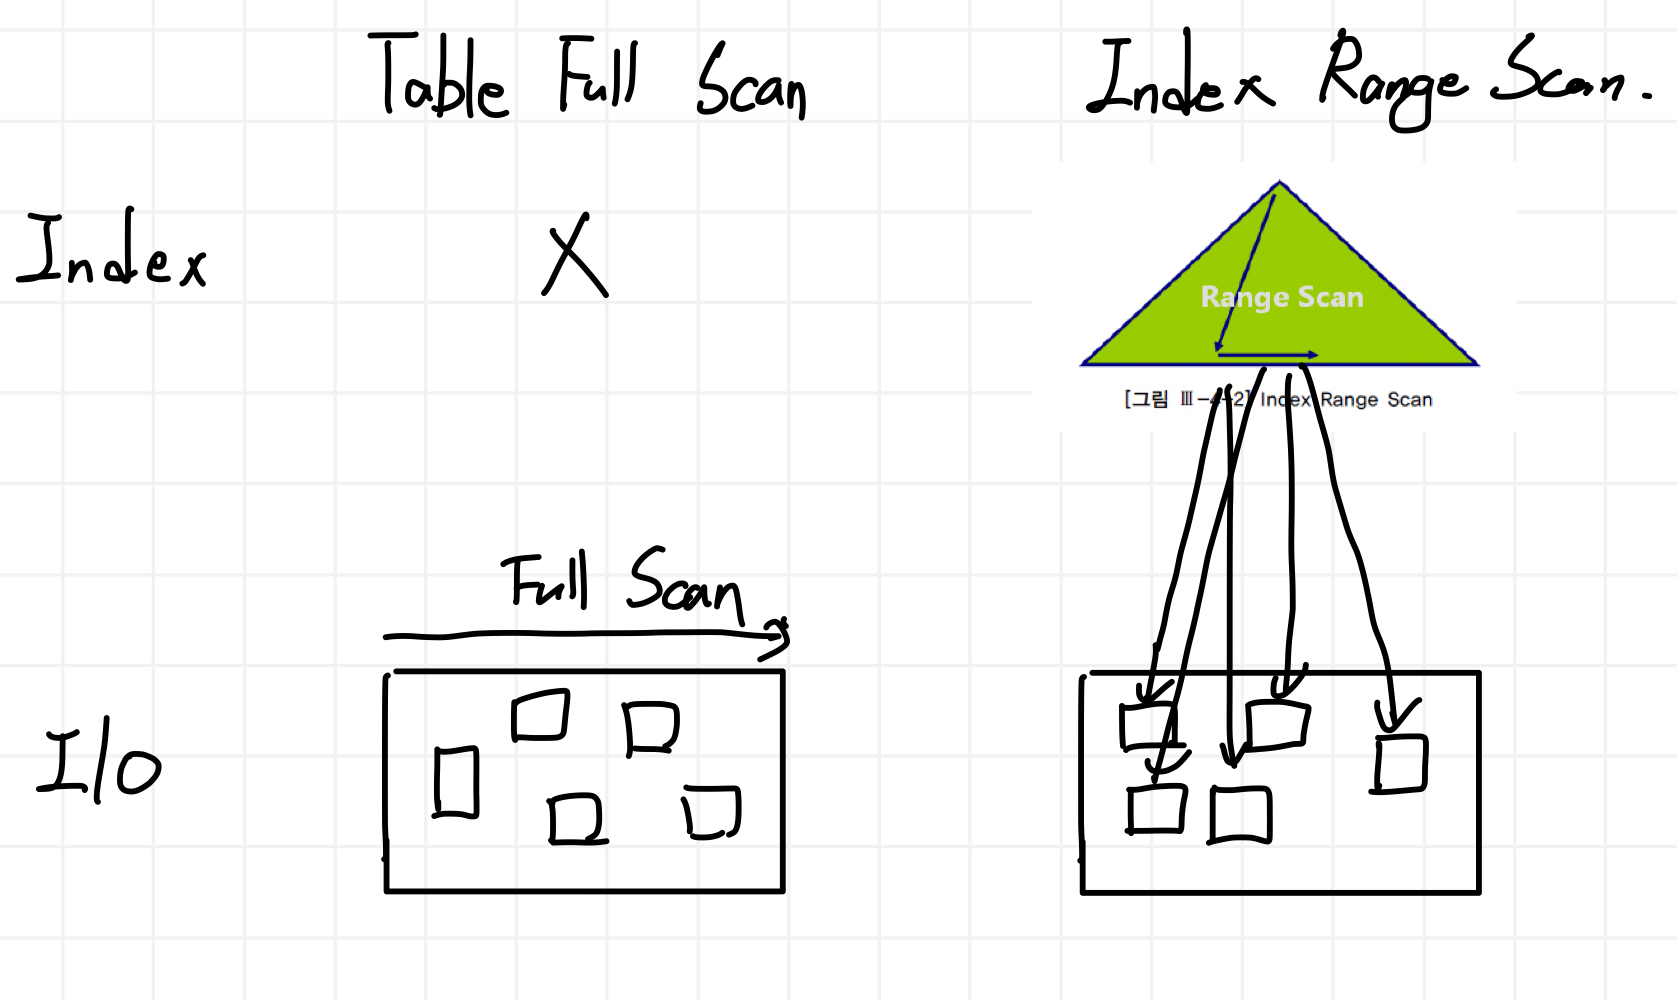 Table Full Scan
Index Range Scan.
Index
X
Range Scan
[그림 Ⅲ-4-2] Index Range Scan
Full Scan
I/O